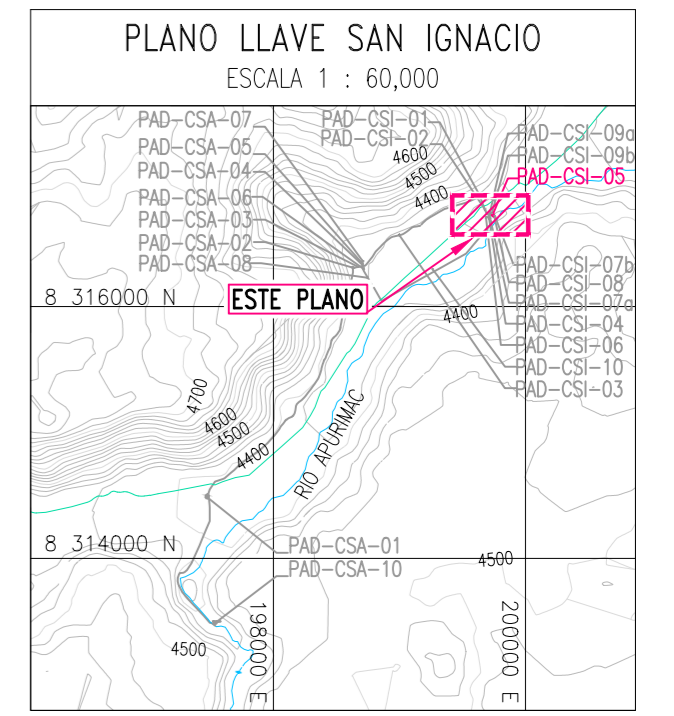 PLANO LLAVE SAN IGNACIO
ESCALA 1 : 60,000
PAD-CSA-07
PAD-CSA-05
PAD-CSA-04
PAD-CSA-06
PAD-CSA-03
PAD-CSA-02
PAD-CSA-08
PAD-CSI-01
PAD-CSI-02
4600
4500
4400
PAD-CSI-09a
PAD-CSI-09b
PAD-CSI-05
PAD-CSI-07b
PAD-CSI-08
PAD-CSI-07a
PAD-CSI-04
PAD-CSI-06
PAD-CSI-10
PAD-CSI-03
8 316000 N
ESTE PLANO
4400
4700
4600
4500
4400
RIO APURIMAC
8 314000 N
PAD-CSA-01
PAD-CSA-10
4500
4500
198000 E
200000 E